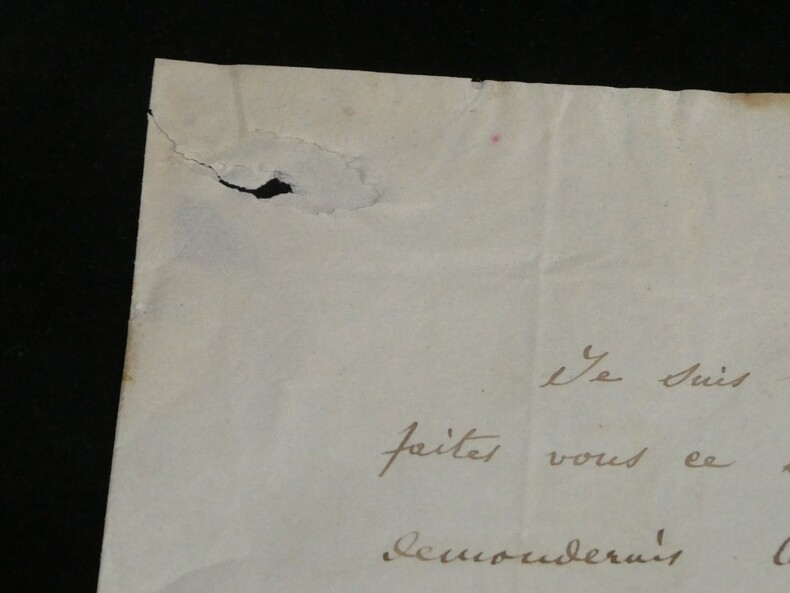 Je suis
faites vous ce
demanderais